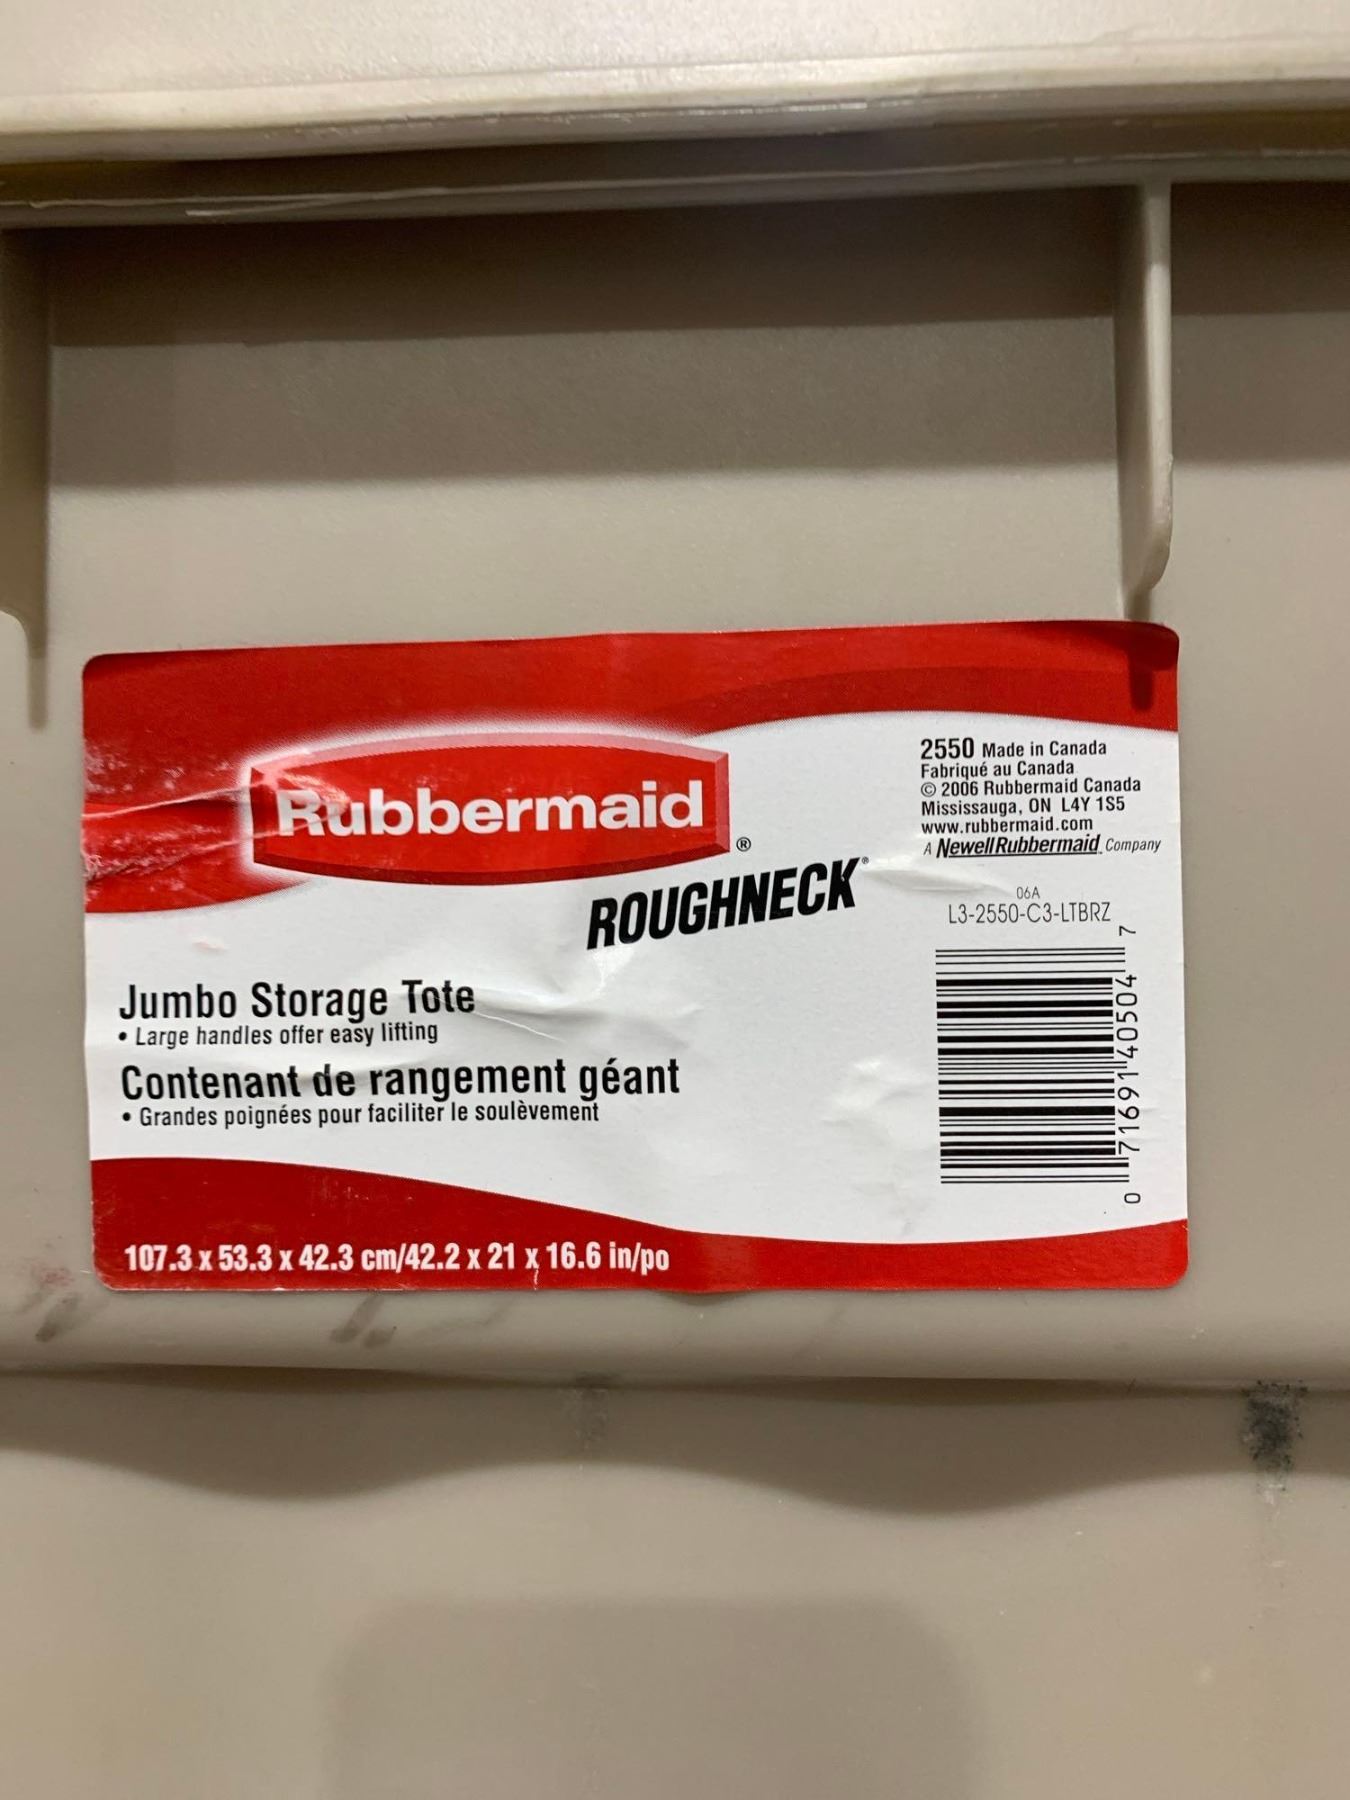 Rubbermaid®
ROUGHNECK®
Jumbo Storage Tote
• Large handles offer easy lifting
Contenant de rangement géant
• Grandes poignées pour faciliter le soulèvement
107.3 x 53.3 x 42.3 cm/42.2 x 21 x 16.6 in/po
2550 Made in Canada
Fabriqué au Canada
© 2006 Rubbermaid Canada
Mississauga, ON L4Y 1S5
www.rubbermaid.com
A NewellRubbermaid Company
06A
L3-2550-C3-LTBRZ
0 71691 40504 7